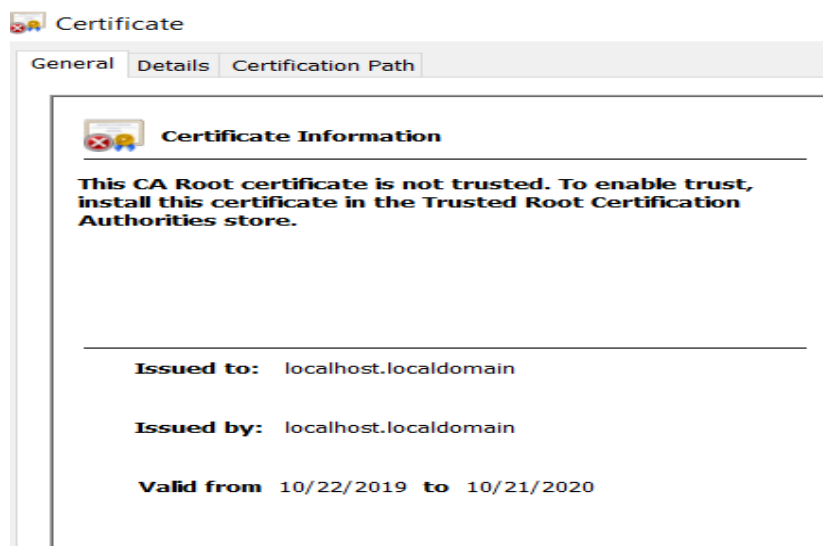 Certificate
General Details Certification Path
Certificate Information
This CA Root certificate is not trusted. To enable trust,
install this certificate in the Trusted Root Certification
Authorities store.
Issued to: localhost.localdomain
Issued by: localhost.localdomain
Valid from 10/22/2019 to 10/21/2020